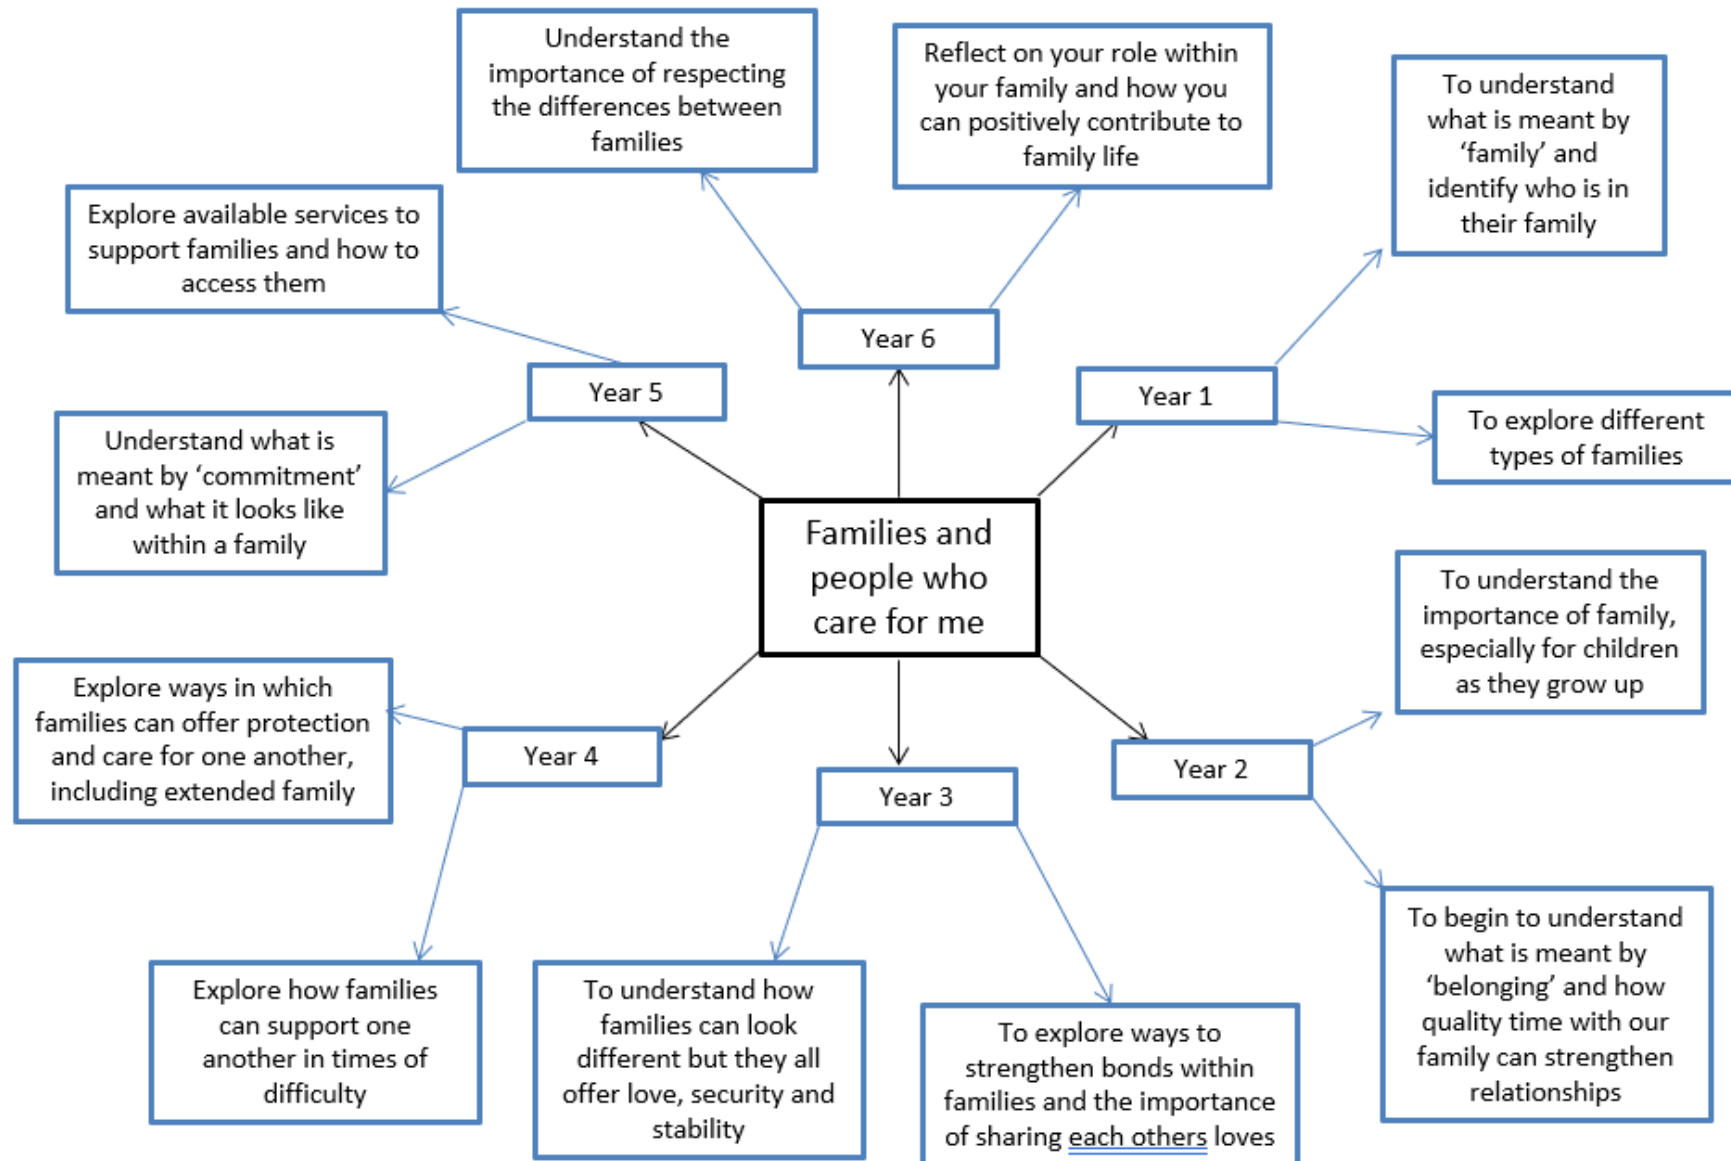 Understand the
importance of respecting
the differences between
families
Reflect on your role within
your family and how you
can positively contribute to
family life
To understand
what is meant by
‘family’ and
identify who is in
their family
Explore available services to
support families and how to
access them
Year 6
Year 5
Year 1
To explore different
types of families
Understand what is
meant by ‘commitment’
and what it looks like
within a family
Families and
people who
care for me
To understand the
importance of family,
especially for children
as they grow up
Explore ways in which
families can offer protection
and care for one another,
including extended family
Year 4
Year 3
Year 2
Explore how families
can support one
another in times of
difficulty
To understand how
families can look
different but they all
offer love, security and
stability
To explore ways to
strengthen bonds within
families and the importance
of sharing each others loves
To begin to understand
what is meant by
‘belonging’ and how
quality time with our
family can strengthen
relationships